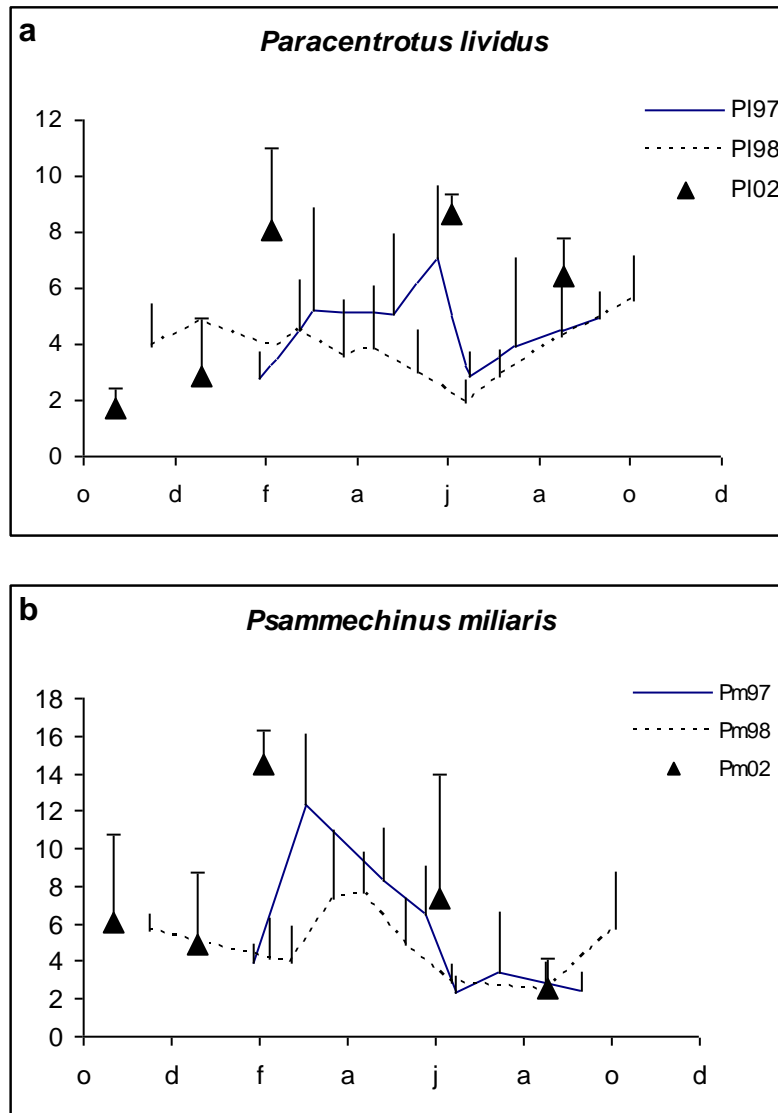 a
Paracentrotus lividus
12
10
8
6
4
2
0
o d f a j a o d
Pl97
Pl98
Pl02
b
Psammechinus miliaris
18
16
14
12
10
8
6
4
2
0
o d f a j a o d
Pm97
Pm98
Pm02